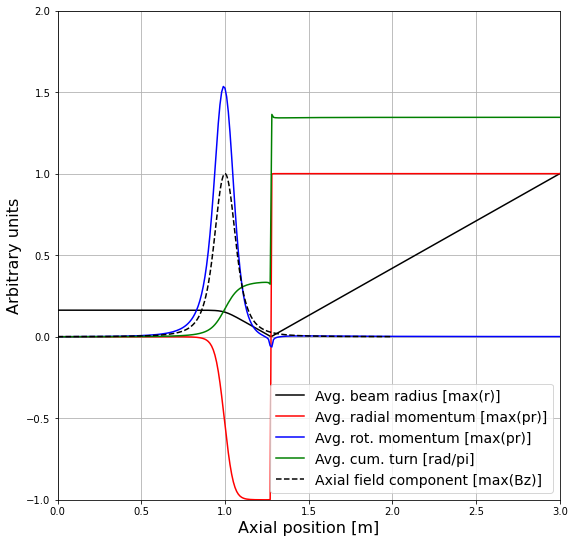 2.0
1.5
1.0
0.5
0.0
−0.5
−1.0
Arbitrary units
Avg. beam radius [max(r)]
Avg. radial momentum [max(pr)]
Avg. rot. momentum [max(pr)]
Avg. cum. turn [rad/pi]
Axial field component [max(Bz)]
0.0 0.5 1.0 1.5 2.0 2.5 3.0
Axial position [m]